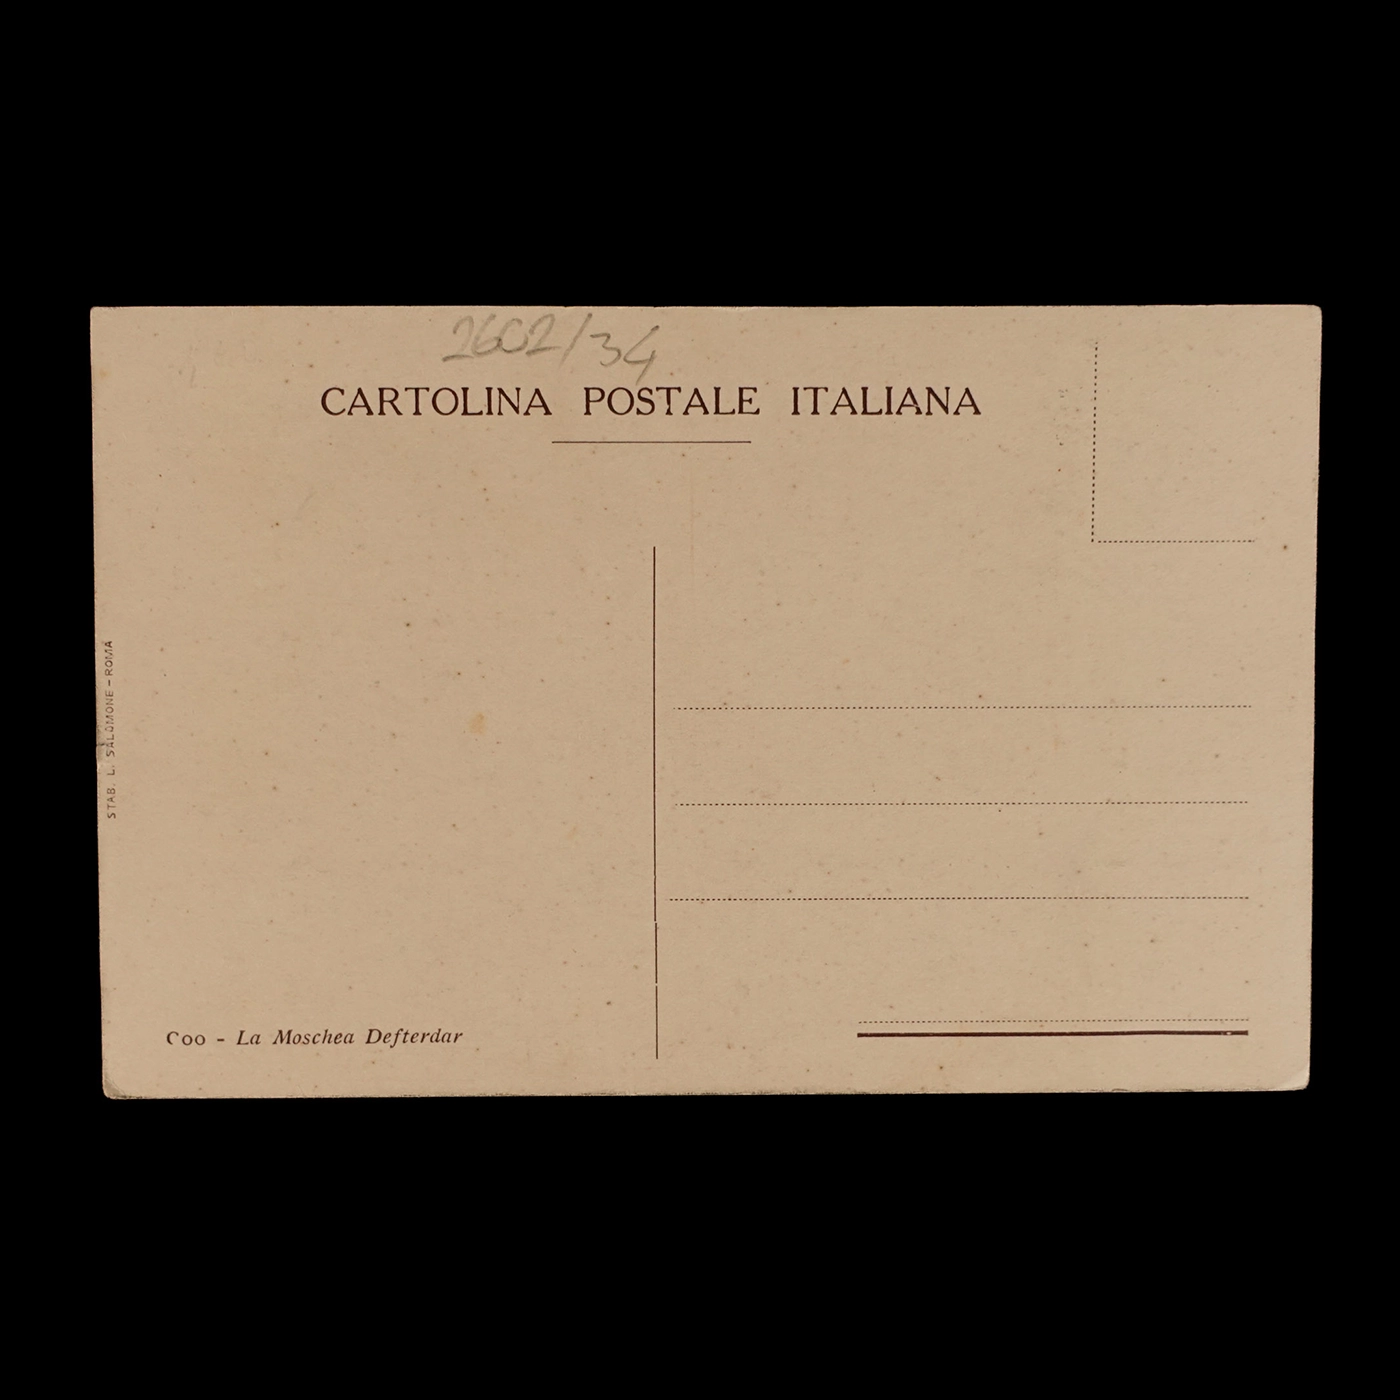 2602/34
CARTOLINA POSTALE ITALIANA
STAB. L. SALOMONE - ROMA
Coo - La Moschea Defterdar